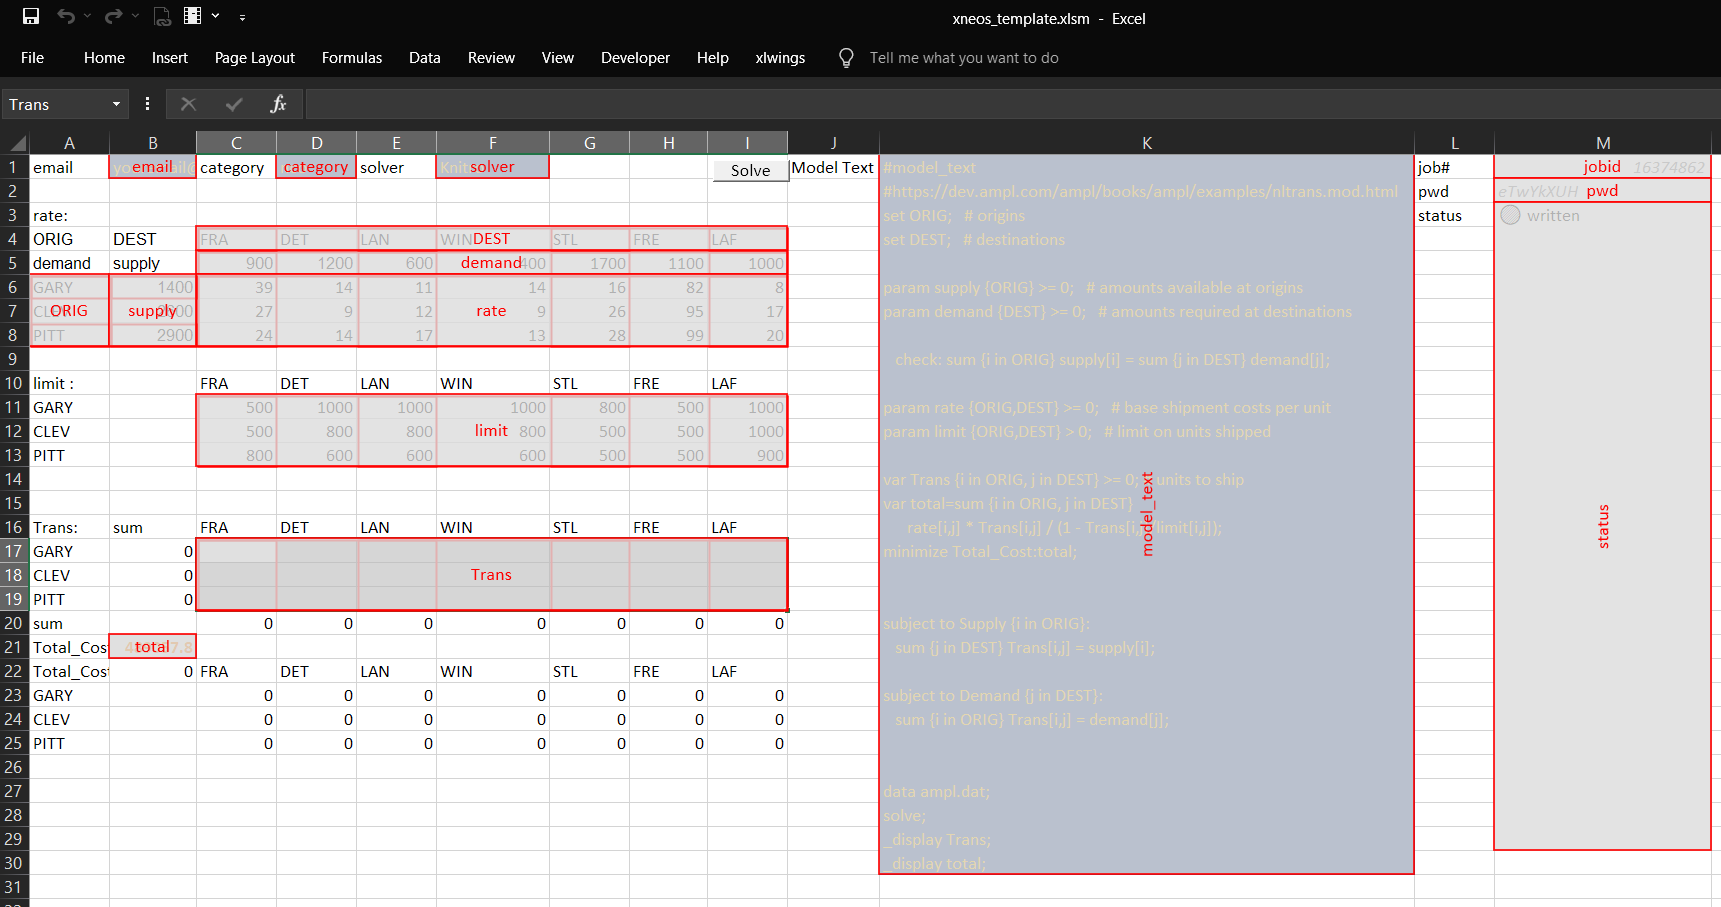 xneos_template.xlsm - Excel
File Home Insert Page Layout Formulas Data Review View Developer Help xlwings Tell me what you want to do
Trans fx
A B C D E F G H I J K L M
1 email email category category solver solver Solve Model Text #model_text job# jobid 16374862
2 #https://dev.ampl.com/ampl/books/ampl/examples/nltrans.mod.html pwd eTwYkXUH pwd
3 rate: set ORIG; # origins status written
4 ORIG DEST FRA DET LAN WIN DEST STL FRE LAF set DEST; # destinations
5 demand supply 900 1200 600 demand 400 1700 1100 1000
6 GARY 1400 39 14 11 14 16 82 8 param supply {ORIG} >= 0; # amounts available at origins
7 ORIG supply 27 9 12 rate 9 26 95 17 param demand {DEST} >= 0; # amounts required at destinations
8 PITT 2900 24 14 17 13 28 99 20
9 check: sum {i in ORIG} supply[i] = sum {j in DEST} demand[j];
10 limit : FRA DET LAN WIN STL FRE LAF
11 GARY 500 1000 1000 1000 800 500 1000 param rate {ORIG,DEST} >= 0; # base shipment costs per unit
12 CLEV 500 800 800 limit 800 500 500 1000 param limit {ORIG,DEST} > 0; # limit on units shipped
13 PITT 800 600 600 600 500 500 900
14 var Trans {i in ORIG, j in DEST} >= 0; units to ship
15 var total=sum {i in ORIG, j in DEST}
16 Trans: sum FRA DET LAN WIN STL FRE LAF rate[i,j] * Trans[i,j] / (1 - Trans[i,j]/limit[i,j]);
model_text
status
17 GARY 0 minimize Total_Cost:total;
18 CLEV 0 Trans
19 PITT 0
20 sum 0 0 0 0 0 0 0 subject to Supply {i in ORIG}:
21 Total_Cos total sum {j in DEST} Trans[i,j] = supply[i];
22 Total_Cos 0 FRA DET LAN WIN STL FRE LAF
23 GARY 0 0 0 0 0 0 0 subject to Demand {j in DEST}:
24 CLEV 0 0 0 0 0 0 0 sum {i in ORIG} Trans[i,j] = demand[j];
25 PITT 0 0 0 0 0 0 0
26
27 data ampl.dat;
28 solve;
29 _display Trans;
30 _display total;
31